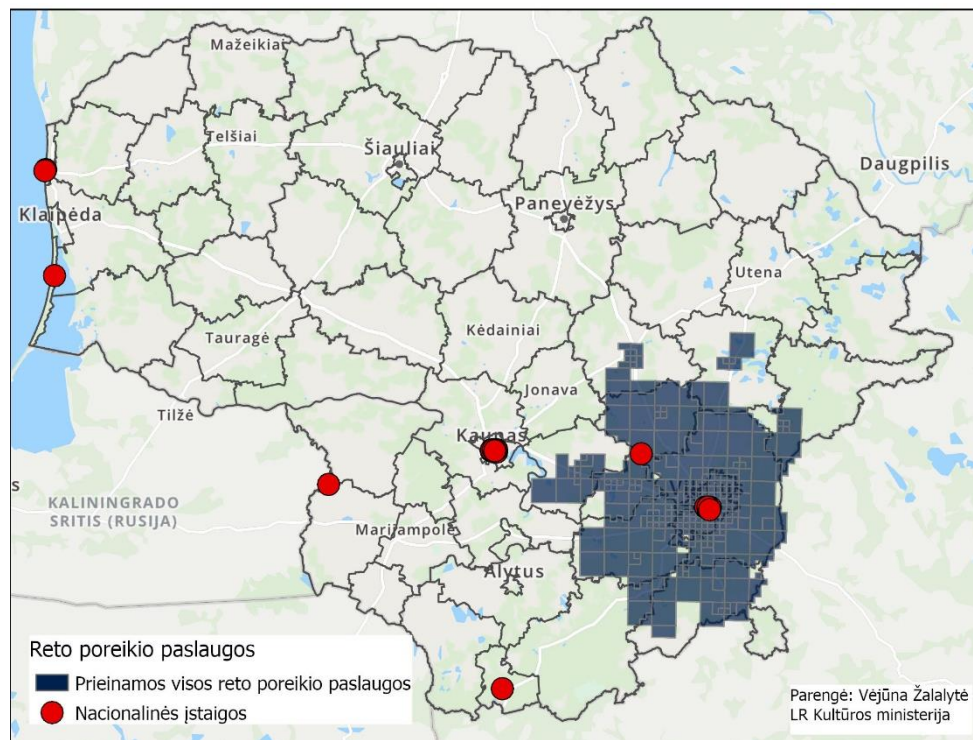 Mažeikiai
Telšiai
Šiauliai
Daugpilis
Panevėžys
Klaipėda
Utena
Tauragė
Kėdainiai
Jonava
Tilžė
Kaunas
s
KALININGRADO
SRITIS (RUSIJA)
Marijampolė
Alytus
Reto poreikio paslaugos
Prieinamos visos reto poreikio paslaugos
Nacionalinės įstaigos
Parengė: Vėjūna Žalalytė
LR Kultūros ministerija